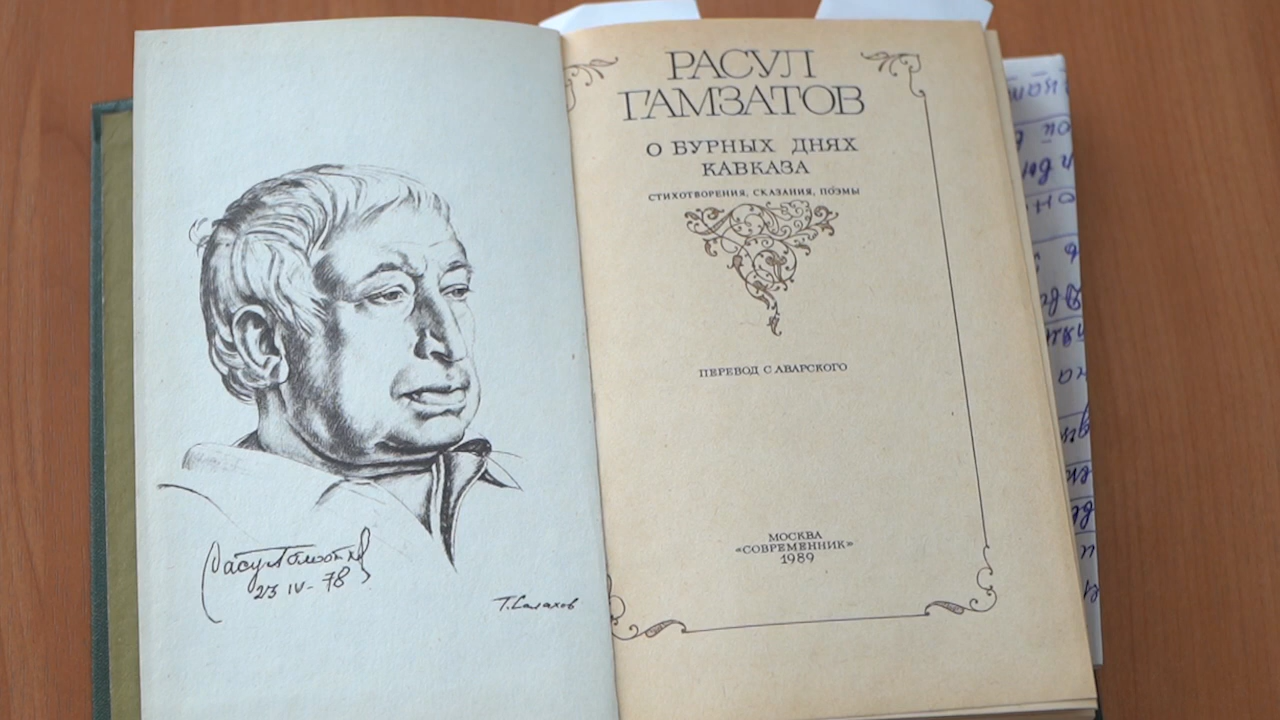 Расул Гамзатов
23 IV - 78
Т. Салахов
РАСУЛ
ГАМЗАТОВ
О БУРНЫХ ДНЯХ
КАВКАЗА
СТИХОТВОРЕНИЯ, СКАЗАНИЯ, ПОЭМЫ
ПЕРЕВОД С АВАРСКОГО
МОСКВА
«СОВРЕМЕННИК»
1989